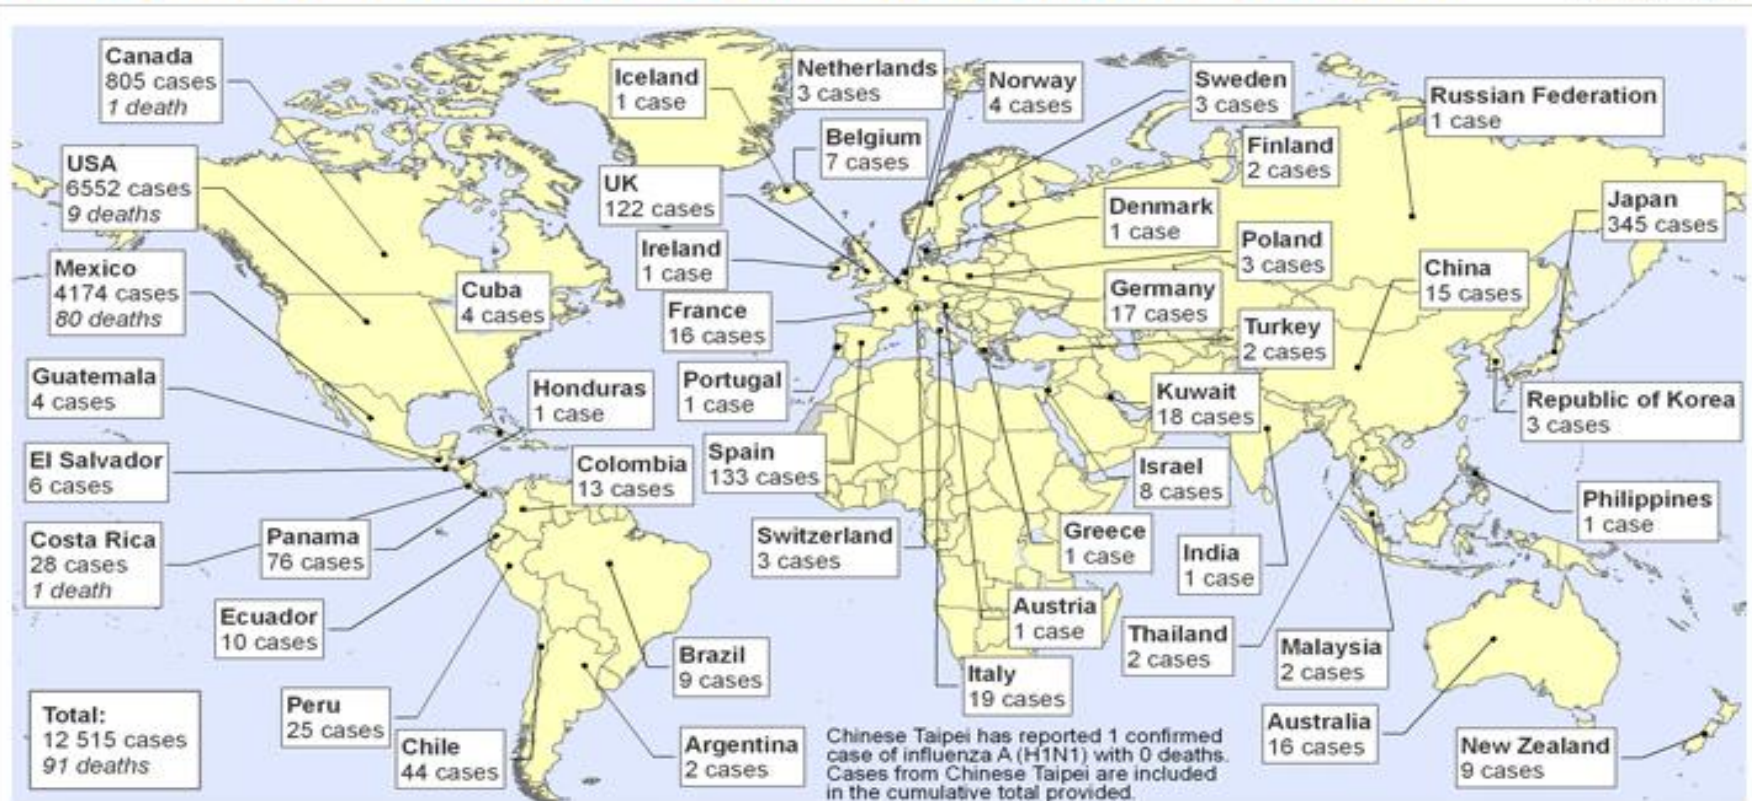 Canada
805 cases
1 death
Iceland
1 case
Netherlands
3 cases
Norway
4 cases
Sweden
3 cases
Russian Federation
1 case
Belgium
7 cases
Finland
2 cases
USA
6552 cases
9 deaths
UK
122 cases
Denmark
1 case
Japan
345 cases
Ireland
1 case
Poland
3 cases
Mexico
4174 cases
80 deaths
Cuba
4 cases
China
15 cases
France
16 cases
Germany
17 cases
Turkey
2 cases
Guatemala
4 cases
Honduras
1 case
Portugal
1 case
Kuwait
18 cases
Republic of Korea
3 cases
El Salvador
6 cases
Colombia
13 cases
Spain
133 cases
Israel
8 cases
Philippines
1 case
Costa Rica
28 cases
1 death
Panama
76 cases
Switzerland
3 cases
Greece
1 case
India
1 case
Ecuador
10 cases
Austria
1 case
Thailand
2 cases
Malaysia
2 cases
Brazil
9 cases
Italy
19 cases
Peru
25 cases
Total:
12 515 cases
91 deaths
Chile
44 cases
Argentina
2 cases
Australia
16 cases
New Zealand
9 cases
Chinese Taipei has reported 1 confirmed
case of influenza A (H1N1) with 0 deaths.
Cases from Chinese Taipei are included
in the cumulative total provided.